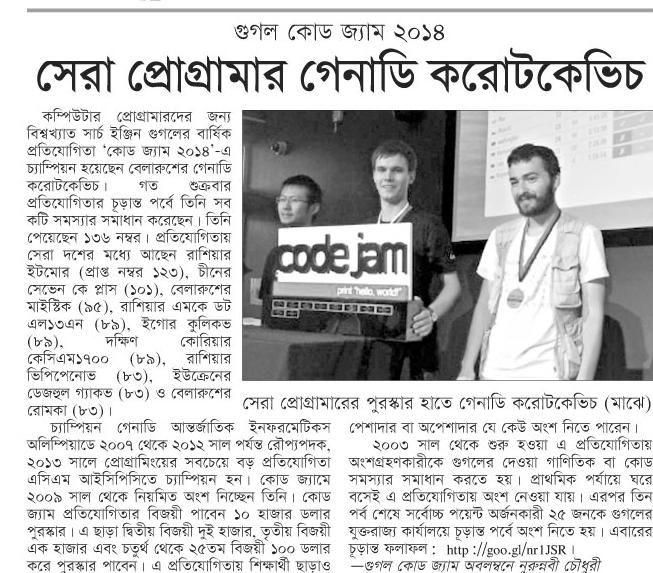 গুগল কোড জ্যাম ২০১৪
সেরা প্রোগ্রামার গেনাডি করোটকেভিচ
কম্পিউটার প্রোগ্রামারদের জন্য
বিশ্বখ্যাত সার্চ ইঞ্জিন গুগলের বার্ষিক
প্রতিযোগিতা ‘কোড জ্যাম ২০১৪’-এ
চ্যাম্পিয়ন হয়েছেন বেলারুশের গেনাডি
করোটকেভিচ। গত শুক্রবার
প্রতিযোগিতার চূড়ান্ত পর্বে তিনি সব
কটি সমস্যার সমাধান করেছেন। তিনি
পেয়েছেন ১৩৬ নম্বর। প্রতিযোগিতায়
সেরা দশের মধ্যে আছেন রাশিয়ার
ইটমোর (প্রাপ্ত নম্বর ১২৩), চীনের
সেভেন কে প্লাস (১০১), বেলারুশের
মাইস্টিক (৯৫), রাশিয়ার এমকে ডট
এল১৩এন (৮৯), ইগোর কুলিকভ
(৮৯), দক্ষিণ কোরিয়ার
কেসিএম১৭০০ (৮৯), রাশিয়ার
ভিপিপেনোভ (৮৩), ইউক্রেনের
ডেজহুল গ্যাকভ (৮৩) ও বেলারুশের
রোমকা (৮৩)।
চ্যাম্পিয়ন গেনাডি আন্তর্জাতিক ইনফরমেটিকস
অলিম্পিয়াডে ২০০৭ থেকে ২০১২ সাল পর্যন্ত রৌপ্যপদক,
২০১৩ সালে প্রোগ্রামিংয়ের সবচেয়ে বড় প্রতিযোগিতা
এসিএম আইসিপিসিতে চ্যাম্পিয়ন হন। কোড জ্যামে
২০০৯ সাল থেকে নিয়মিত অংশ নিচ্ছেন তিনি। কোড
জ্যাম প্রতিযোগিতার বিজয়ী পাবেন ১০ হাজার ডলার
পুরস্কার। এ ছাড়া দ্বিতীয় বিজয়ী দুই হাজার, তৃতীয় বিজয়ী
এক হাজার এবং চতুর্থ থেকে ২৫তম বিজয়ী ১০০ ডলার
করে পুরস্কার পাবেন। এ প্রতিযোগিতায় শিক্ষার্থী ছাড়াও
code jam
print "hello, world!"
সেরা প্রোগ্রামারের পুরস্কার হাতে গেনাডি করোটকেভিচ (মাঝে)
পেশাদার বা অপেশাদার যে কেউ অংশ নিতে পারেন।
২০০৩ সাল থেকে শুরু হওয়া এ প্রতিযোগিতায়
অংশগ্রহণকারীকে গুগলের দেওয়া গাণিতিক বা কোড
সমস্যার সমাধান করতে হয়। প্রাথমিক পর্যায়ে ঘরে
বসেই এ প্রতিযোগিতায় অংশ নেওয়া যায়। এরপর তিন
পর্ব শেষে সর্বোচ্চ পয়েন্ট অর্জনকারী ২৫ জনকে গুগলের
যুক্তরাজ্য কার্যালয়ে চূড়ান্ত পর্বে অংশ নিতে হয়। এবারের
চূড়ান্ত ফলাফল : http://goo.gl/nr1JSR।
—গুগল কোড জ্যাম অবলম্বনে নুরুন্নবী চৌধুরী